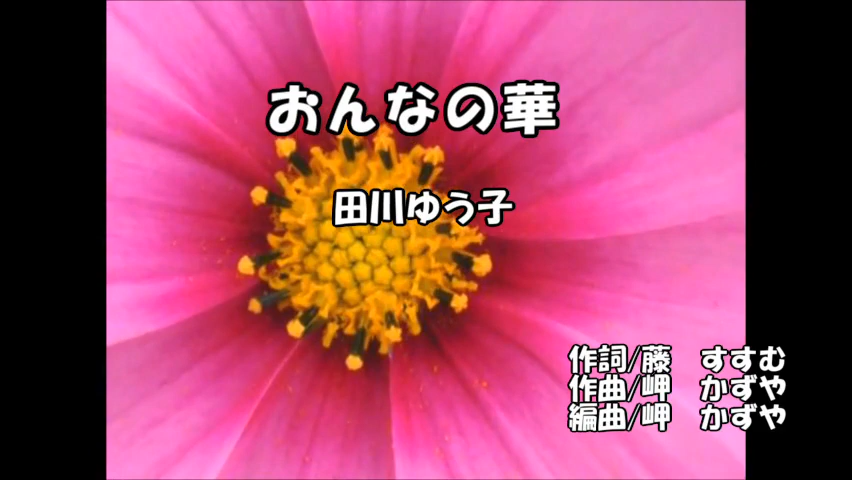 おんなの華
田川ゆう子
作詞/藤　すすむ
作曲/岬　かずや
編曲/岬　かずや